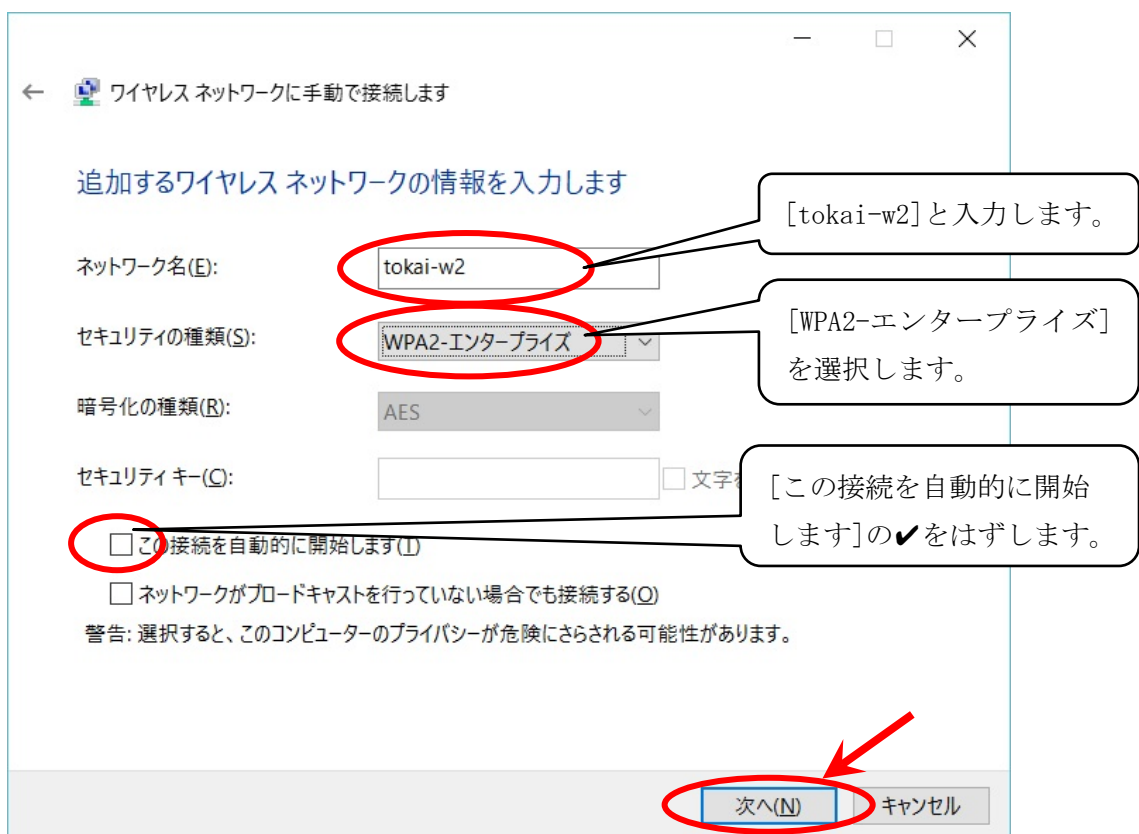 ワイヤレス ネットワークに手動で接続します
追加するワイヤレス ネットワークの情報を入力します
[tokai-w2]と入力します。
ネットワーク名(E):
tokai-w2
[WPA2-エンタープライズ]
を選択します。
セキュリティの種類(S):
WPA2-エンタープライズ
暗号化の種類(R):
AES
セキュリティ キー(C):
文字
[この接続を自動的に開始
します]の✔をはずします。
この接続を自動的に開始します(T)
ネットワークがブロードキャストを行っていない場合でも接続する(O)
警告: 選択すると、このコンピューターのプライバシーが危険にさらされる可能性があります。
次へ(N)
キャンセル